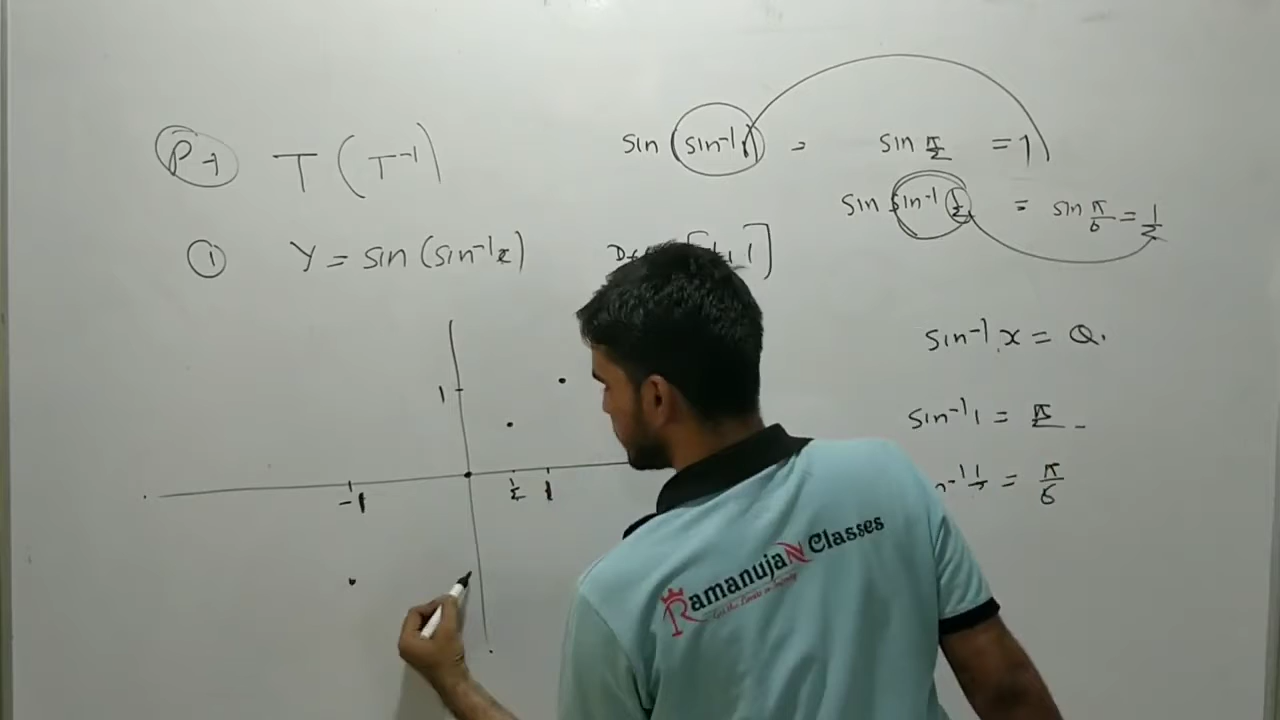 P-1 T(T⁻¹)
sin(sin⁻¹1) = sin π/2 = 1
sin sin⁻¹(1/2) = sin π/6 = 1/2
① Y = sin(sin⁻¹x)
1]
sin⁻¹x = Q.
sin⁻¹1 = π/2
= π/6
1
-1
1/2
1
RamanujaN Classes